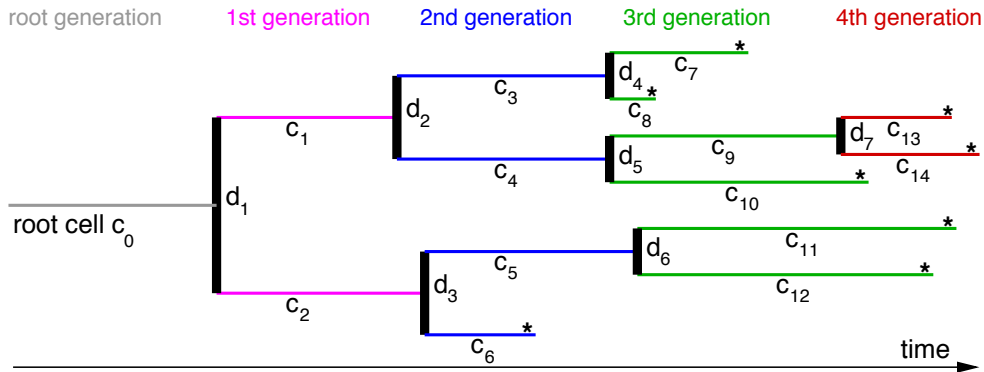 root generation 1st generation 2nd generation 3rd generation 4th generation
* c7
d4
c3
* c8
d2
c1
* c13
d7
c9
* c14
d5
c4
* c10
d1
root cell c0
* c11
d6
c5
* c12
d3
c2
* c6
time